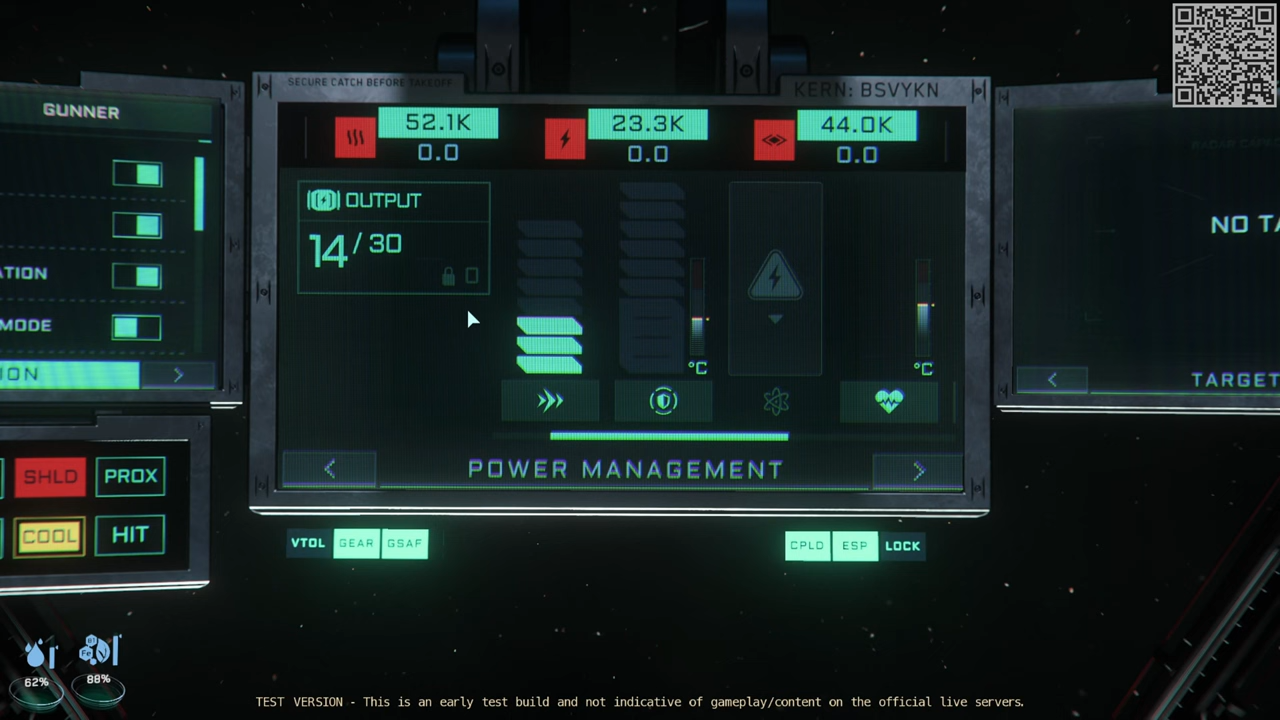 SECURE CATCH BEFORE TAKEOFF
KERN: BSVYKN
GUNNER
52.1K
23.3K
44.0K
0.0
0.0
0.0
OUTPUT
14/30
0
ATION
MODE
ION
NO TA
°C
°C
TARGET
POWER MANAGEMENT
SHLD
PROX
COOL
HIT
VTOL
GEAR
GSAF
CPLD
ESP
LOCK
62%
88%
TEST VERSION - This is an early test build and not indicative of gameplay/content on the official live servers.